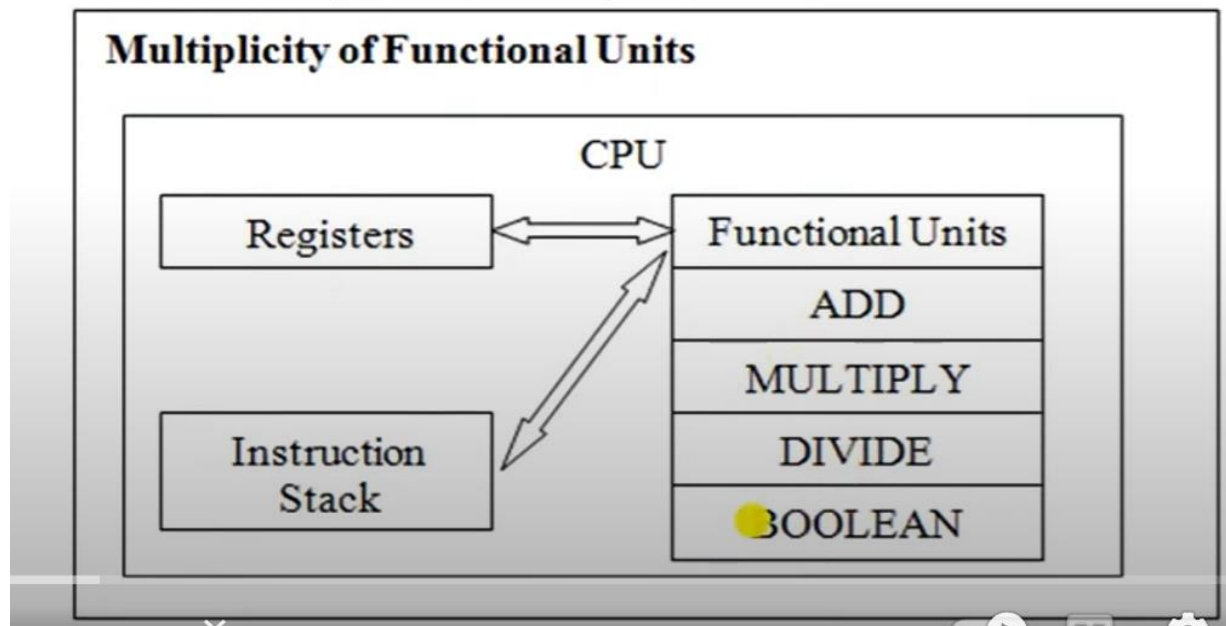 Multiplicity of Functional Units
CPU
Registers
Functional Units
ADD
MULTIPLY
Instruction
Stack
DIVIDE
BOOLEAN